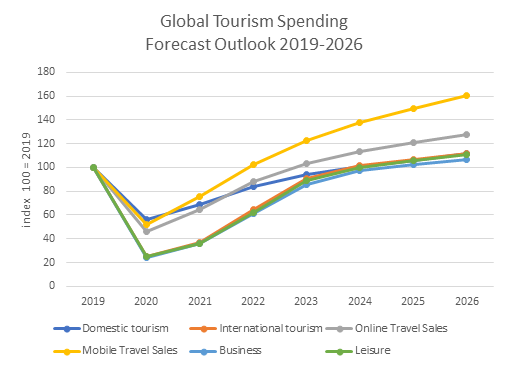 Global Tourism Spending
Forecast Outlook 2019-2026
180
160
140
120
100
80
60
40
20
0
index 100 = 2019
2019 2020 2021 2022 2023 2024 2025 2026
Domestic tourism International tourism Online Travel Sales
Mobile Travel Sales Business Leisure